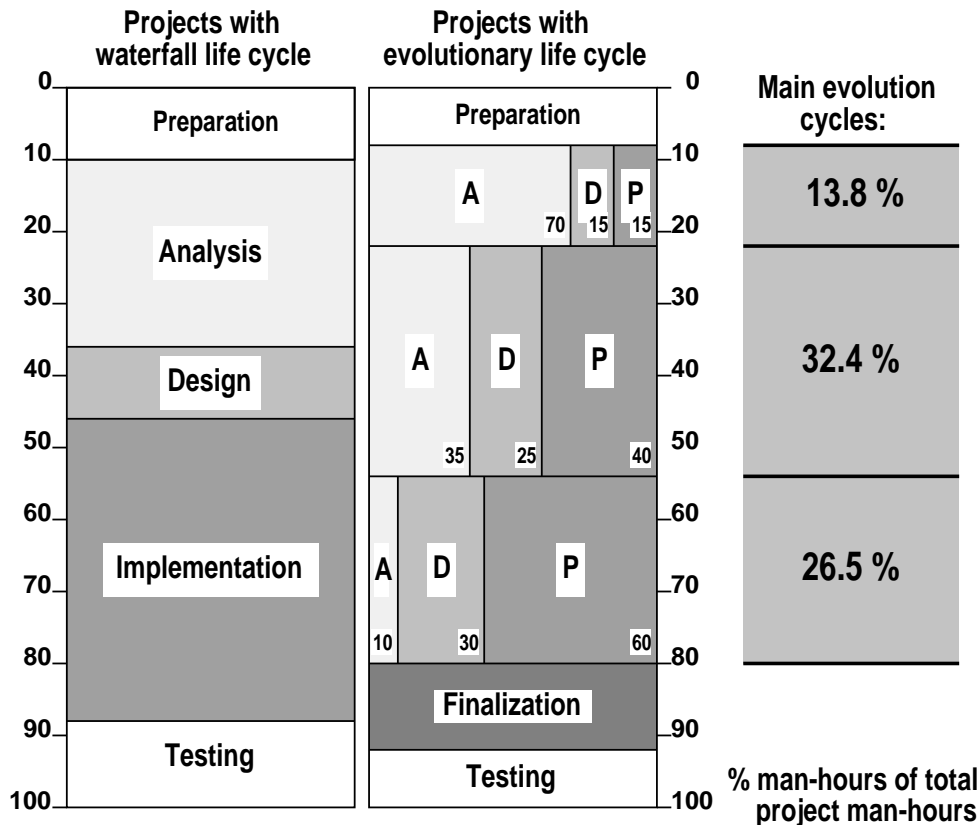 Projects with
waterfall life cycle
Projects with
evolutionary life cycle
Main evolution
cycles:
0
10
20
30
40
50
60
70
80
90
100
Preparation
Analysis
Design
Implementation
Testing
Preparation
A
D
P
70
15
15
A
D
P
35
25
40
A
D
P
10
30
60
Finalization
Testing
0
10
20
30
40
50
60
70
80
90
100
13.8 %
32.4 %
26.5 %
% man-hours of total
project man-hours